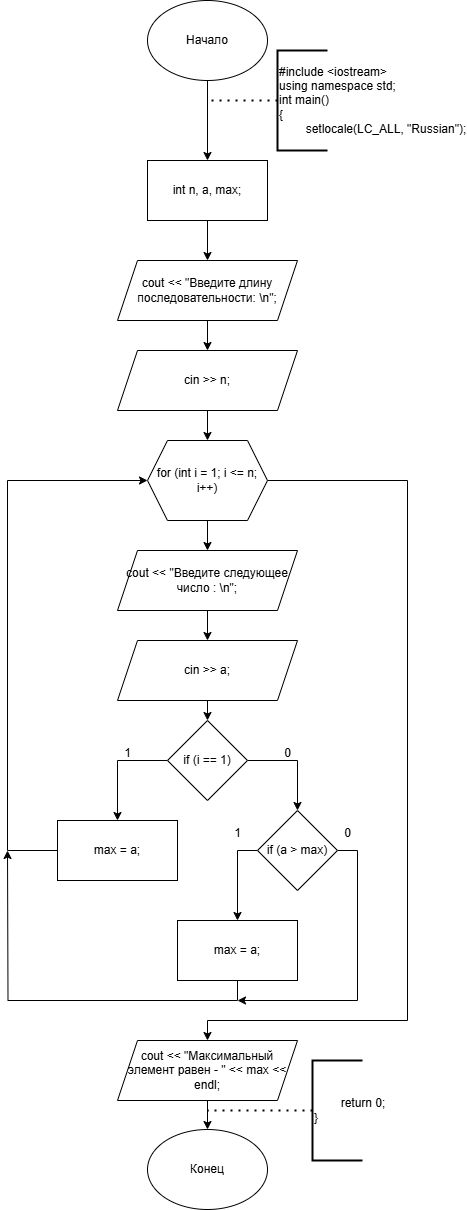 Начало
#include <iostream>
using namespace std;
int main()
{
setlocale(LC_ALL, "Russian");
int n, a, max;
cout << "Введите длину
последовательности: \n";
cin >> n;
for (int i = 1; i <= n;
i++)
cout << "Введите следующее
число : \n";
cin >> a;
if (i == 1)
1
0
max = a;
if (a > max)
1
0
max = a;
cout << "Максимальный
элемент равен - " << max <<
endl;
return 0;
}
Конец